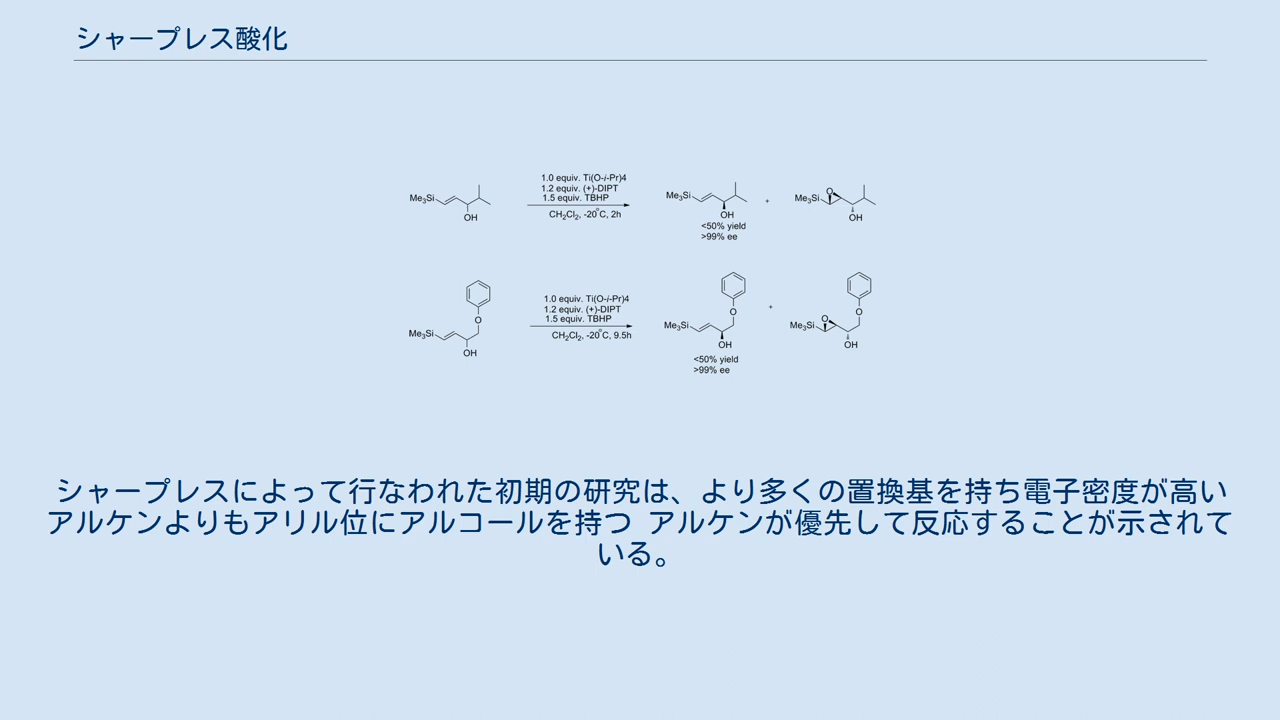 シャープレス酸化
1.0 equiv. Ti(O-i-Pr)4
1.2 equiv. (+)-DIPT
1.5 equiv. TBHP
CH2Cl2, -20°C, 2h
Me3Si
OH
Me3Si
OH
<50% yield
>99% ee
+
Me3Si
O
OH
1.0 equiv. Ti(O-i-Pr)4
1.2 equiv. (+)-DIPT
1.5 equiv. TBHP
CH2Cl2, -20°C, 9.5h
Me3Si
O
OH
Me3Si
O
OH
<50% yield
>99% ee
+
Me3Si
O
O
OH
シャープレスによって行なわれた初期の研究は、より多くの置換基を持ち電子密度が高い
アルケンよりもアリル位にアルコールを持つ アルケンが優先して反応することが示されて
いる。